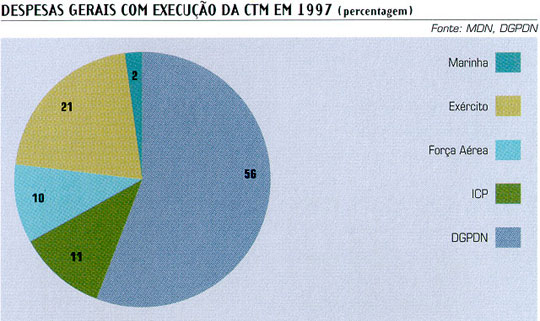 DESPESAS GERAIS COM EXECUÇÃO DA CTM EM 1997 (percentagem)
Fonte: MDN, DGPDN
2
21
10
11
56
Marinha
Exército
Força Aérea
ICP
DGPDN